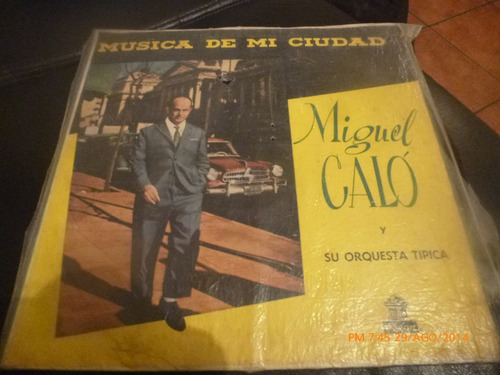 MUSICA DE MI CIUDAD
Miguel
CALÓ
Y
SU ORQUESTA TIPICA
PM 7:45 29/AGO/2014